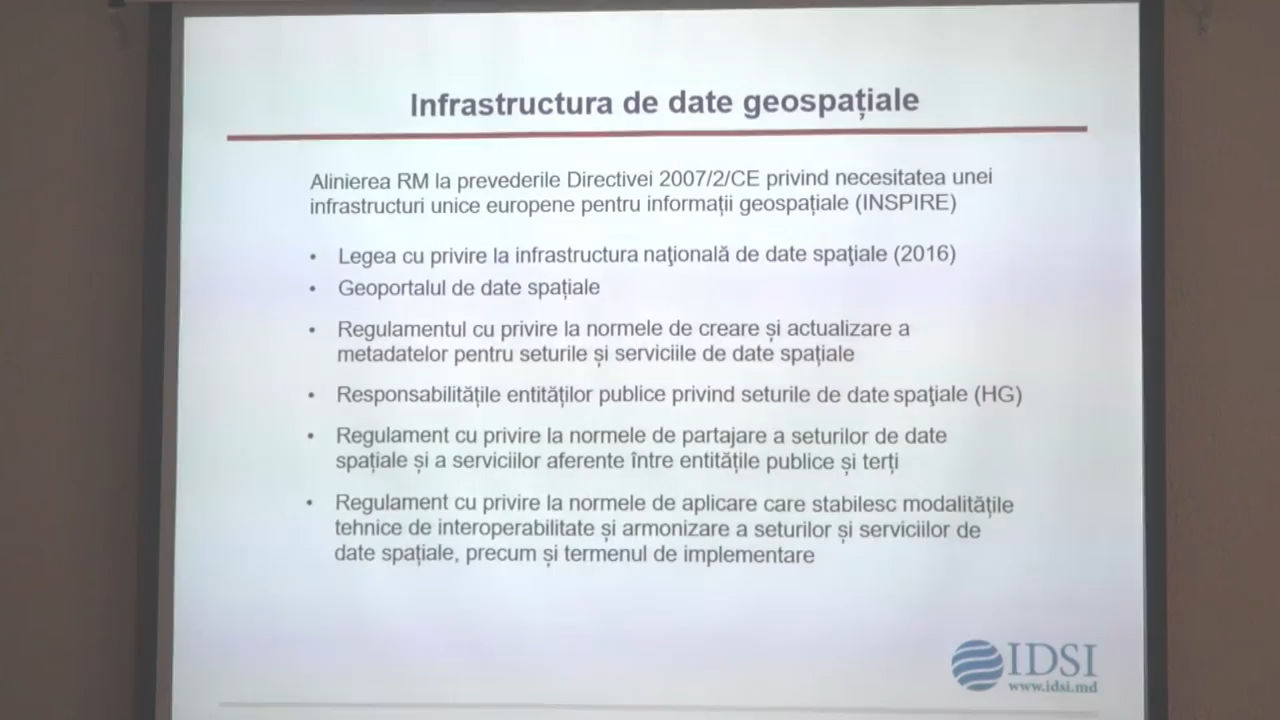 Infrastructura de date geospațiale
Alinierea RM la prevederile Directivei 2007/2/CE privind necesitatea unei
infrastructuri unice europene pentru informații geospațiale (INSPIRE)
• Legea cu privire la infrastructura naţională de date spaţiale (2016)
• Geoportalul de date spațiale
• Regulamentul cu privire la normele de creare și actualizare a
metadatelor pentru seturile și serviciile de date spațiale
• Responsabilitățile entităților publice privind seturile de date spaţiale (HG)
• Regulament cu privire la normele de partajare a seturilor de date
spațiale și a serviciilor aferente între entitățile publice și terți
• Regulament cu privire la normele de aplicare care stabilesc modalitățile
tehnice de interoperabilitate și armonizare a seturilor și serviciilor de
date spațiale, precum și termenul de implementare
IDSI
www.idsi.md